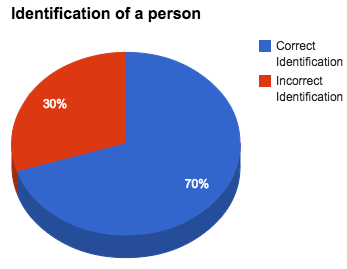 Identification of a person
Correct
Identification
Incorrect
Identification
30%
70%